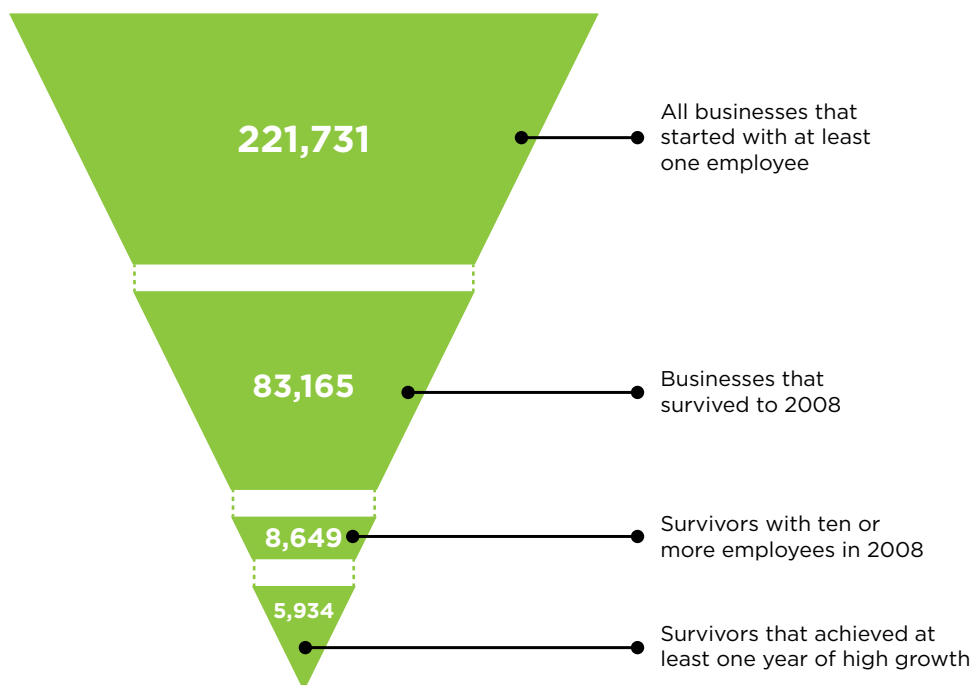 221,731
All businesses that
started with at least
one employee
83,165
Businesses that
survived to 2008
8,649
Survivors with ten or
more employees in 2008
5,934
Survivors that achieved at
least one year of high growth